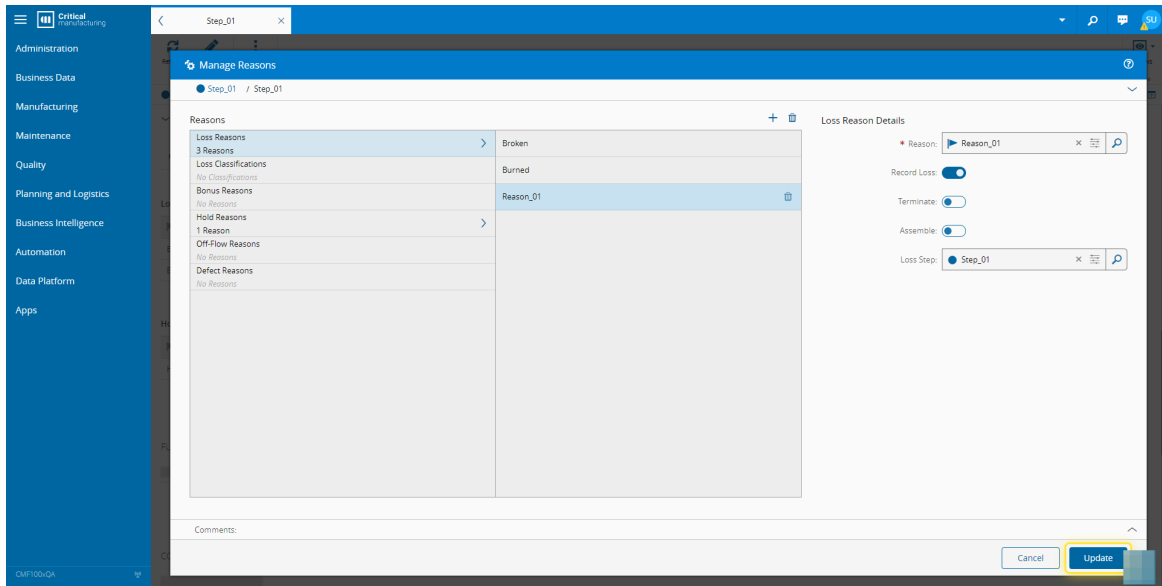 Critical
manufacturing
Step_01
SU
Administration
Business Data
Manufacturing
Maintenance
Quality
Planning and Logistics
Business Intelligence
Automation
Data Platform
Apps
CMF100xQA
Manage Reasons
Step_01 / Step_01
Reasons
Loss Reasons
3 Reasons
Loss Classifications
No Classifications
Bonus Reasons
No Reasons
Hold Reasons
1 Reason
Off-Flow Reasons
No Reasons
Defect Reasons
No Reasons
Broken
Burned
Reason_01
Loss Reason Details
* Reason: Reason_01
Record Loss:
Terminate:
Assemble:
Loss Step: Step_01
Comments:
Cancel
Update